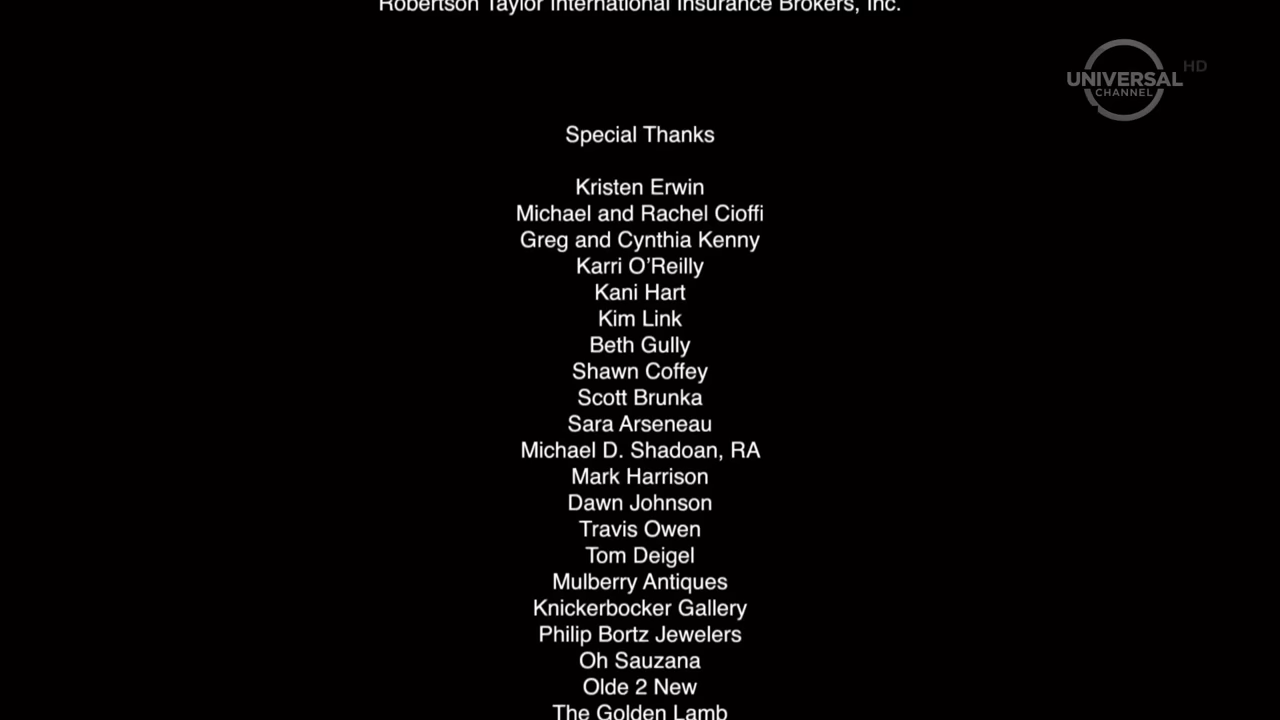 Robertson Taylor International Insurance Brokers, Inc.
UNIVERSAL HD
CHANNEL
Special Thanks
Kristen Erwin
Michael and Rachel Cioffi
Greg and Cynthia Kenny
Karri O’Reilly
Kani Hart
Kim Link
Beth Gully
Shawn Coffey
Scott Brunka
Sara Arseneau
Michael D. Shadoan, RA
Mark Harrison
Dawn Johnson
Travis Owen
Tom Deigel
Mulberry Antiques
Knickerbocker Gallery
Philip Bortz Jewelers
Oh Sauzana
Olde 2 New
The Golden Lamb